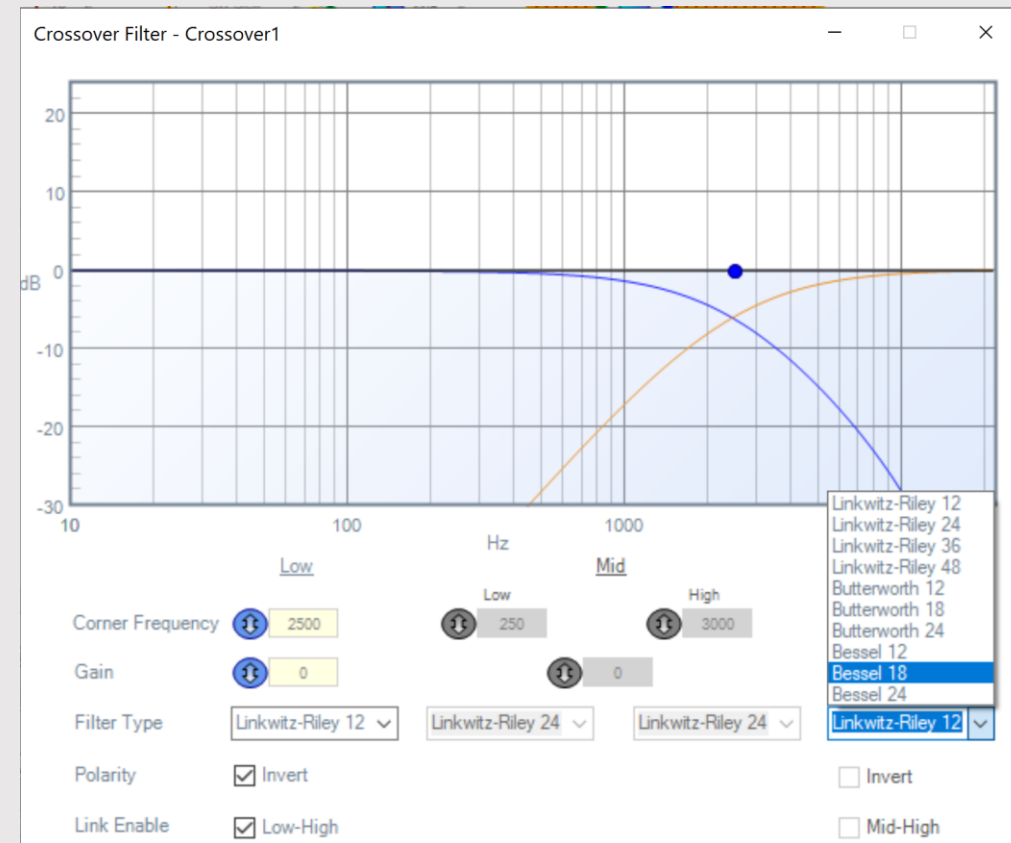 Crossover Filter - Crossover1
20
10
dB 0
-10
-20
-30
10 100 1000
Hz
Low Mid
Low High
Corner Frequency 2500 250 3000
Gain 0 0
Filter Type Linkwitz-Riley 12 Linkwitz-Riley 24 Linkwitz-Riley 24 Linkwitz-Riley 12
Linkwitz-Riley 12
Linkwitz-Riley 24
Linkwitz-Riley 36
Linkwitz-Riley 48
Butterworth 12
Butterworth 18
Butterworth 24
Bessel 12
Bessel 18
Bessel 24
Polarity Invert Invert
Link Enable Low-High Mid-High